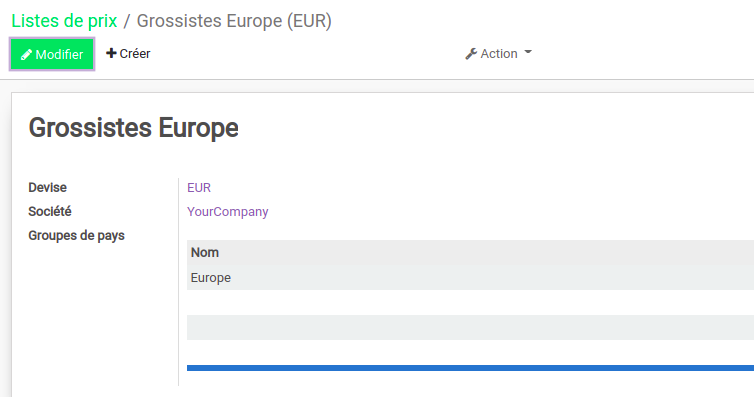 Listes de prix / Grossistes Europe (EUR)
Modifier Créer Action
Grossistes Europe
Devise EUR
Société YourCompany
Groupes de pays
Nom
Europe